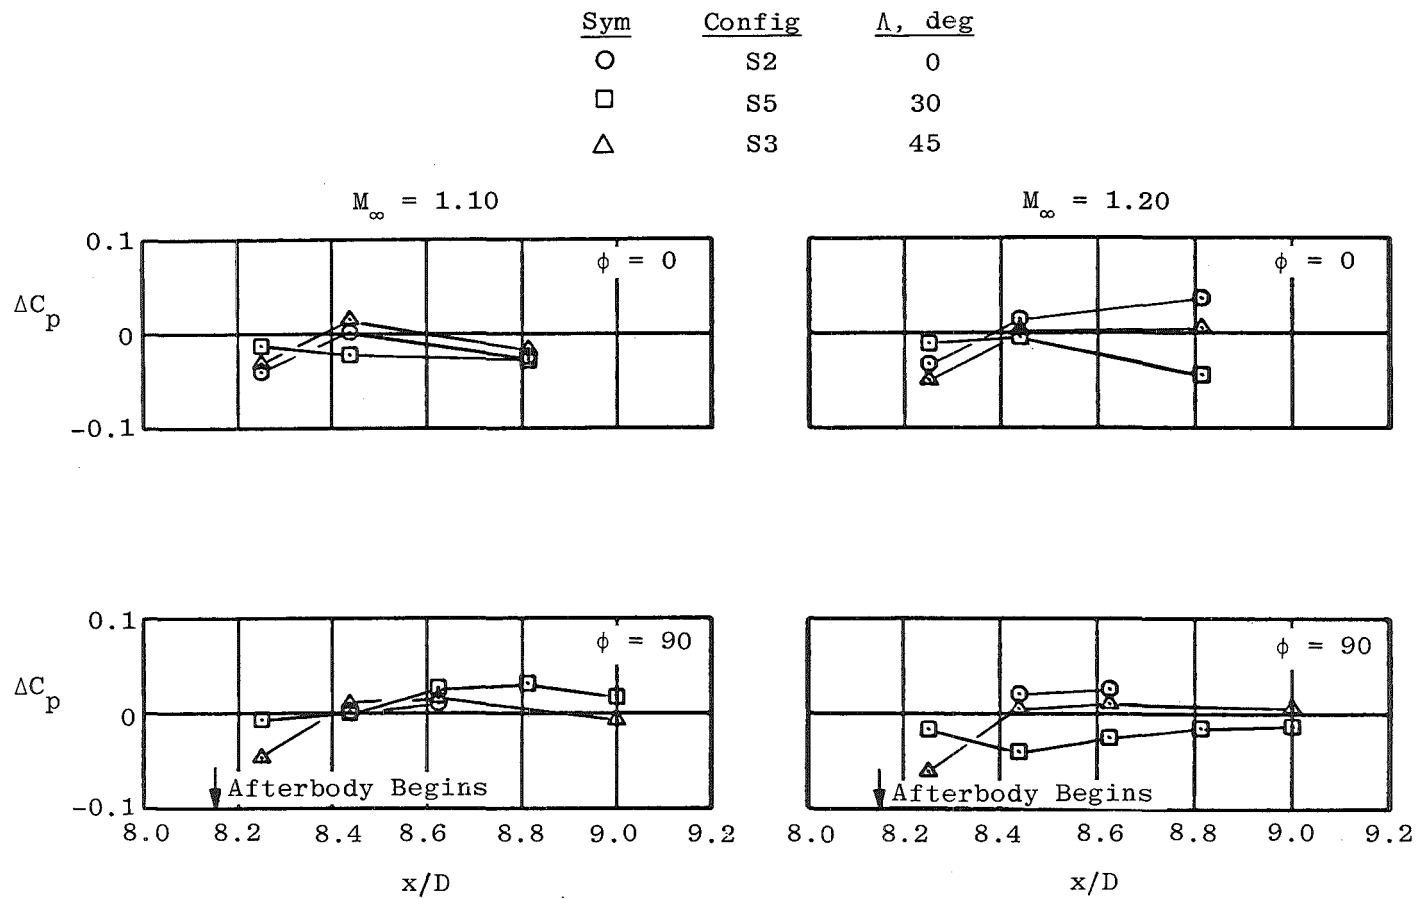 Sym Config Λ, deg
S2 0
S5 30
S3 45
M∞ = 1.10 M∞ = 1.20
0.1 ϕ = 0 ϕ = 0
ΔCp
0
-0.1
0.1 ϕ = 90 ϕ = 90
ΔCp
0
Afterbody Begins Afterbody Begins
-0.1
8.0 8.2 8.4 8.6 8.8 9.0 9.2 8.0 8.2 8.4 8.6 8.8 9.0 9.2
x/D x/D